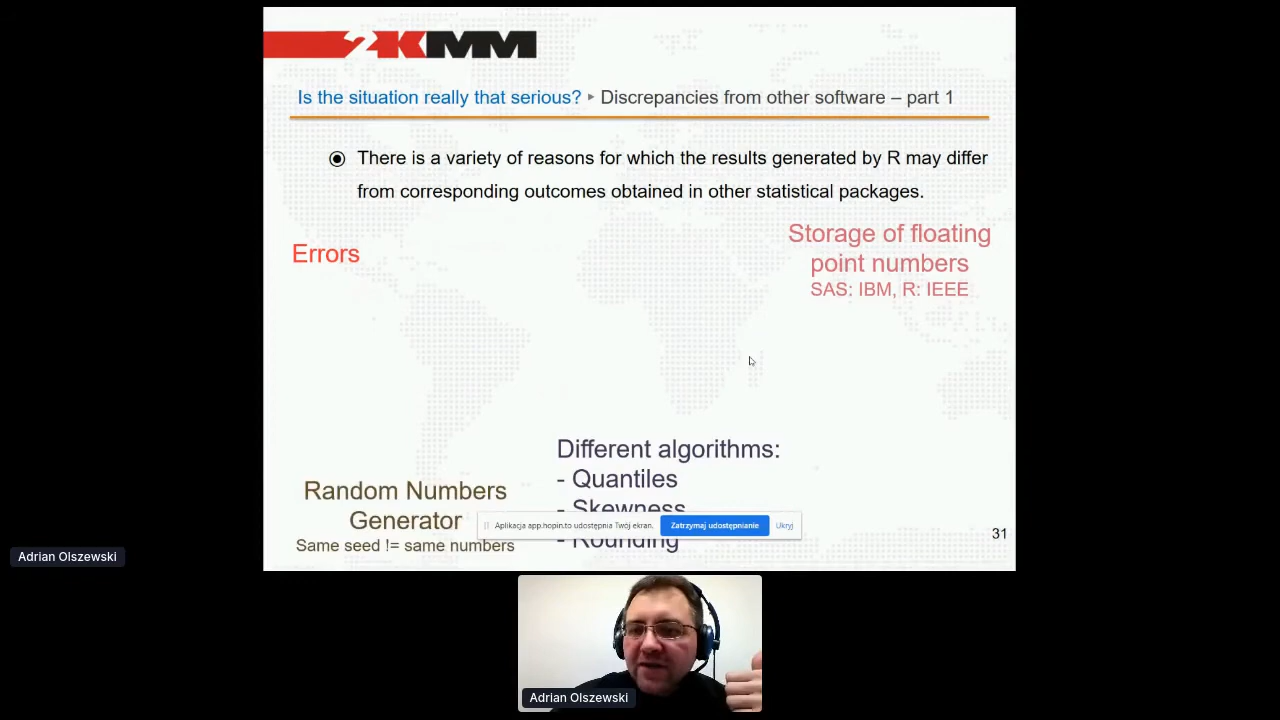 2KMM
Is the situation really that serious? ▸ Discrepancies from other software – part 1
There is a variety of reasons for which the results generated by R may differ
from corresponding outcomes obtained in other statistical packages.
Errors
Storage of floating
point numbers
SAS: IBM, R: IEEE
Different algorithms:
- Quantiles
- Skewness
- Rounding
Random Numbers
Generator
Same seed != same numbers
Aplikacja app.hopin.to udostępnia Twój ekran.
Zatrzymaj udostępnianie
Ukryj
31
Adrian Olszewski
Adrian Olszewski